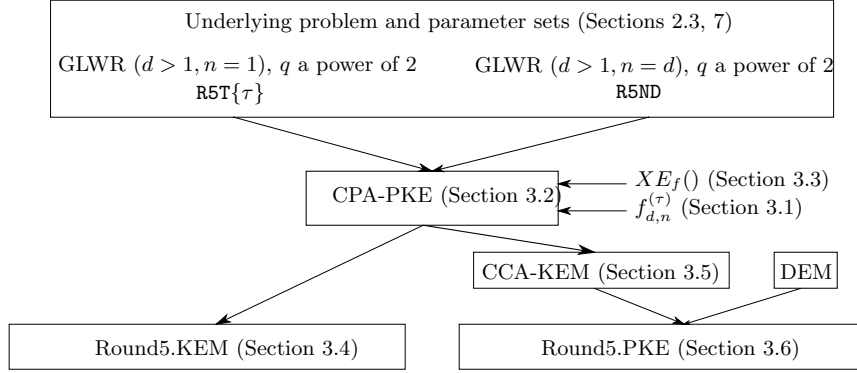 Underlying problem and parameter sets (Sections 2.3, 7)
GLWR (d > 1, n = 1), q a power of 2
R5T{τ}
GLWR (d > 1, n = d), q a power of 2
R5ND
CPA-PKE (Section 3.2)
XE_f() (Section 3.3)
f_{d,n}^{(τ)} (Section 3.1)
CCA-KEM (Section 3.5)
DEM
Round5.KEM (Section 3.4)
Round5.PKE (Section 3.6)